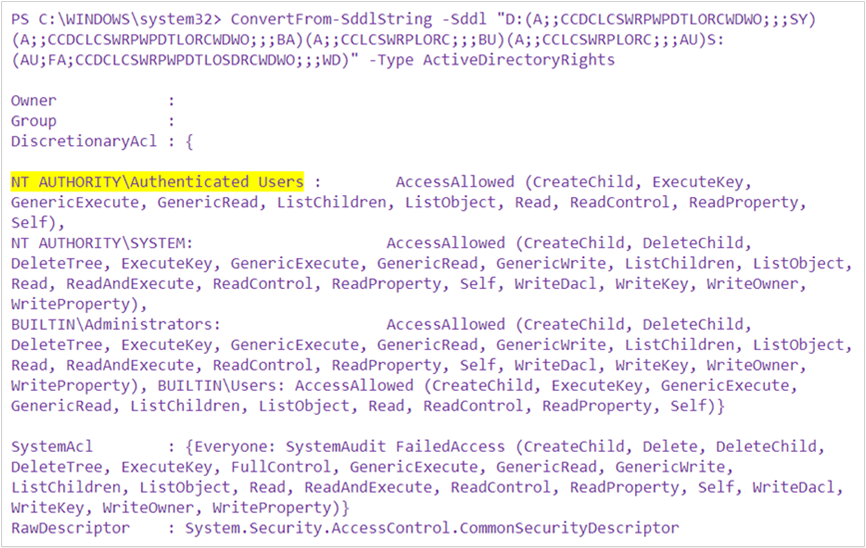 PS C:\WINDOWS\system32> ConvertFrom-SddlString -Sddl "D:(A;;CCDCLCSWRPWPDTLORCWDWO;;;SY)
(A;;CCDCLCSWRPWPDTLORCWDWO;;;BA)(A;;CCLCSWRPLORC;;;BU)(A;;CCLCSWRPLORC;;;AU)S:
(AU;FA;CCDCLCSWRPWPDTLOSDRCWDWO;;;WD)" -Type ActiveDirectoryRights
Owner :
Group :
DiscretionaryAcl : {
NT AUTHORITY\Authenticated Users : AccessAllowed (CreateChild, ExecuteKey,
GenericExecute, GenericRead, ListChildren, ListObject, Read, ReadControl, ReadProperty,
Self),
NT AUTHORITY\SYSTEM: AccessAllowed (CreateChild, DeleteChild,
DeleteTree, ExecuteKey, GenericExecute, GenericRead, GenericWrite, ListChildren, ListObject,
Read, ReadAndExecute, ReadControl, ReadProperty, Self, WriteDacl, WriteKey, WriteOwner,
WriteProperty),
BUILTIN\Administrators: AccessAllowed (CreateChild, DeleteChild,
DeleteTree, ExecuteKey, GenericExecute, GenericRead, GenericWrite, ListChildren, ListObject,
Read, ReadAndExecute, ReadControl, ReadProperty, Self, WriteDacl, WriteKey, WriteOwner,
WriteProperty), BUILTIN\Users: AccessAllowed (CreateChild, ExecuteKey, GenericExecute,
GenericRead, ListChildren, ListObject, Read, ReadControl, ReadProperty, Self)}
SystemAcl : {Everyone: SystemAudit FailedAccess (CreateChild, Delete, DeleteChild,
DeleteTree, ExecuteKey, FullControl, GenericExecute, GenericRead, GenericWrite,
ListChildren, ListObject, Read, ReadAndExecute, ReadControl, ReadProperty, Self, WriteDacl,
WriteKey, WriteOwner, WriteProperty)}
RawDescriptor : System.Security.AccessControl.CommonSecurityDescriptor